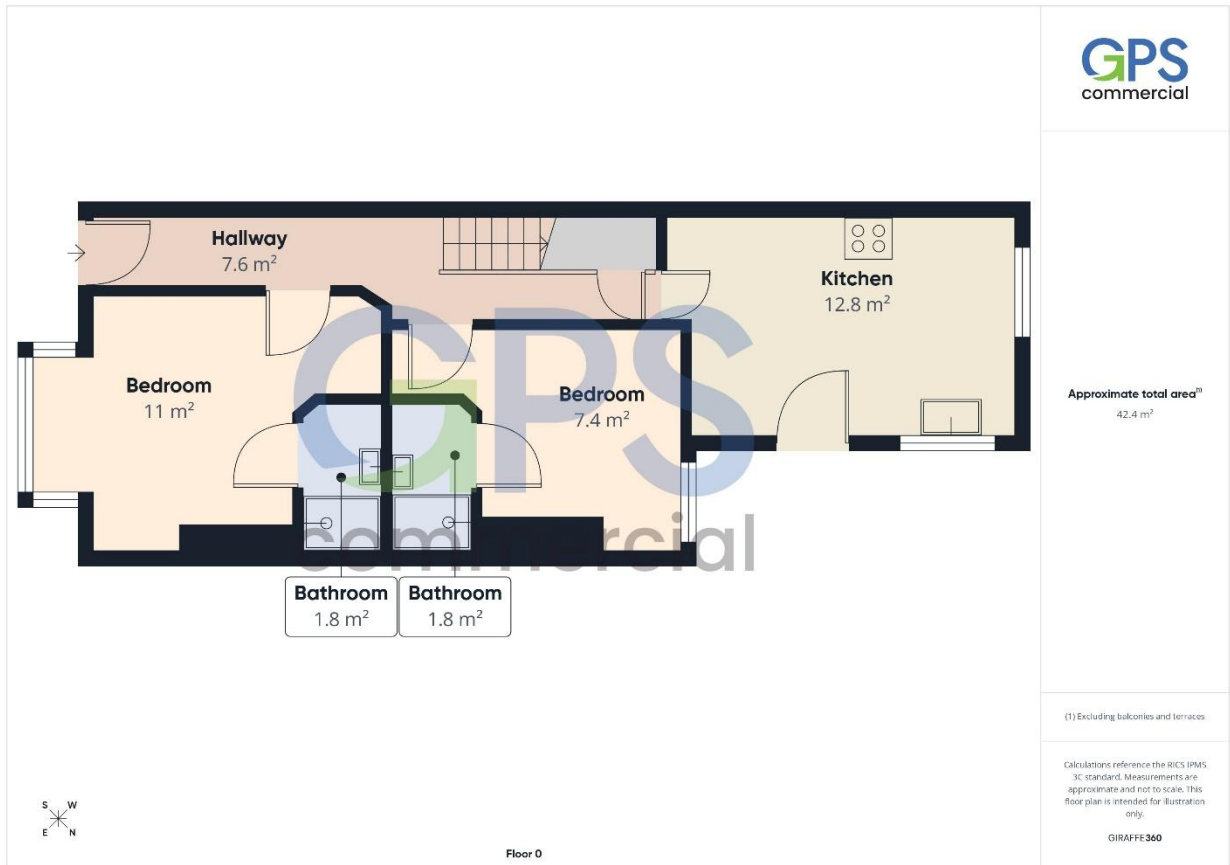 GPS
commercial
Hallway
7.6 m²
Kitchen
12.8 m²
Bedroom
11 m²
Bedroom
7.4 m²
GPS
commercial
Bathroom
1.8 m²
Bathroom
1.8 m²
Approximate total area⁽¹⁾
42.4 m²
(1) Excluding balconies and terraces
Calculations reference the RICS IPMS
3C standard. Measurements are
approximate and not to scale. This
floor plan is intended for illustration
only.
GIRAFFE360
S W
E N
Floor 0